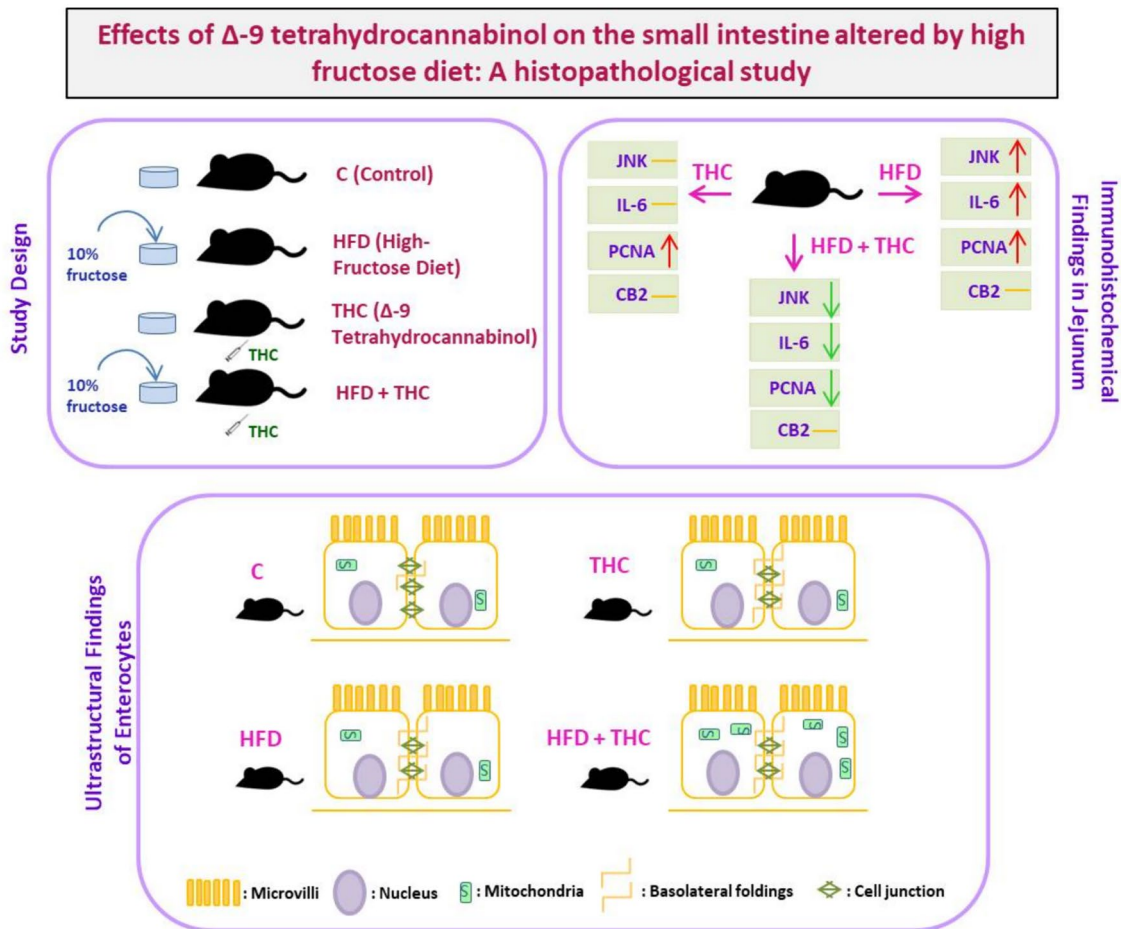 Effects of Δ-9 tetrahydrocannabinol on the small intestine altered by high
fructose diet: A histopathological study
Study Design
C (Control)
10%
fructose
HFD (High-
Fructose Diet)
THC (Δ-9
Tetrahydrocannabinol)
THC
10%
fructose
HFD + THC
THC
Immunohistochemical
Findings in Jejunum
JNK
IL-6
PCNA
CB2
THC
HFD
JNK
IL-6
PCNA
CB2
HFD + THC
JNK
IL-6
PCNA
CB2
Ultrastructural Findings
of Enterocytes
C
THC
HFD
HFD + THC
: Microvilli
: Nucleus
: Mitochondria
: Basolateral foldings
: Cell junction